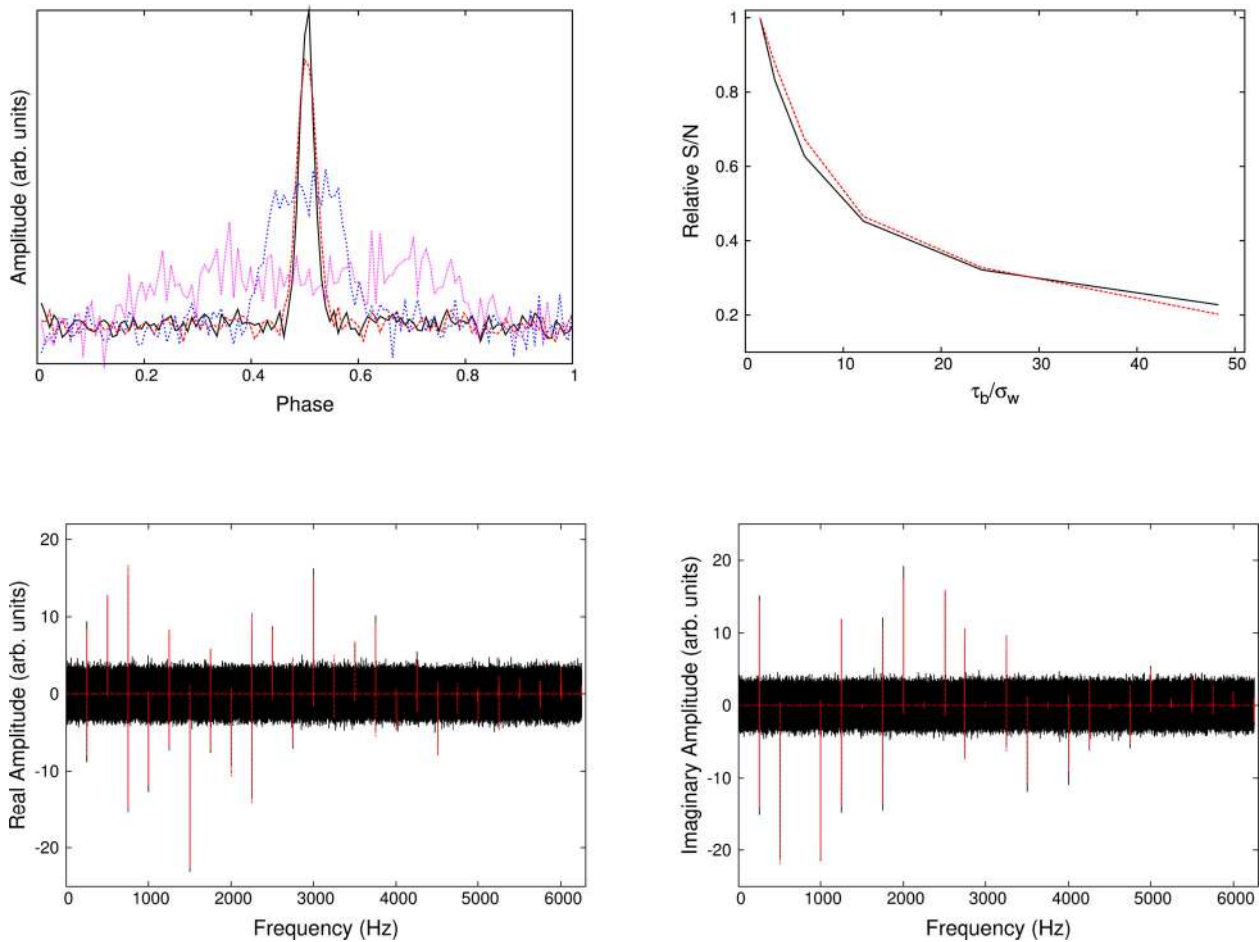 Amplitude (arb. units)
0 0.2 0.4 0.6 0.8 1
Phase
Relative S/N
1
0.8
0.6
0.4
0.2
0 10 20 30 40 50
τb/σw
Real Amplitude (arb. units)
20
10
0
-10
-20
0 1000 2000 3000 4000 5000 6000
Frequency (Hz)
Imaginary Amplitude (arb. units)
20
10
0
-10
-20
0 1000 2000 3000 4000 5000 6000
Frequency (Hz)